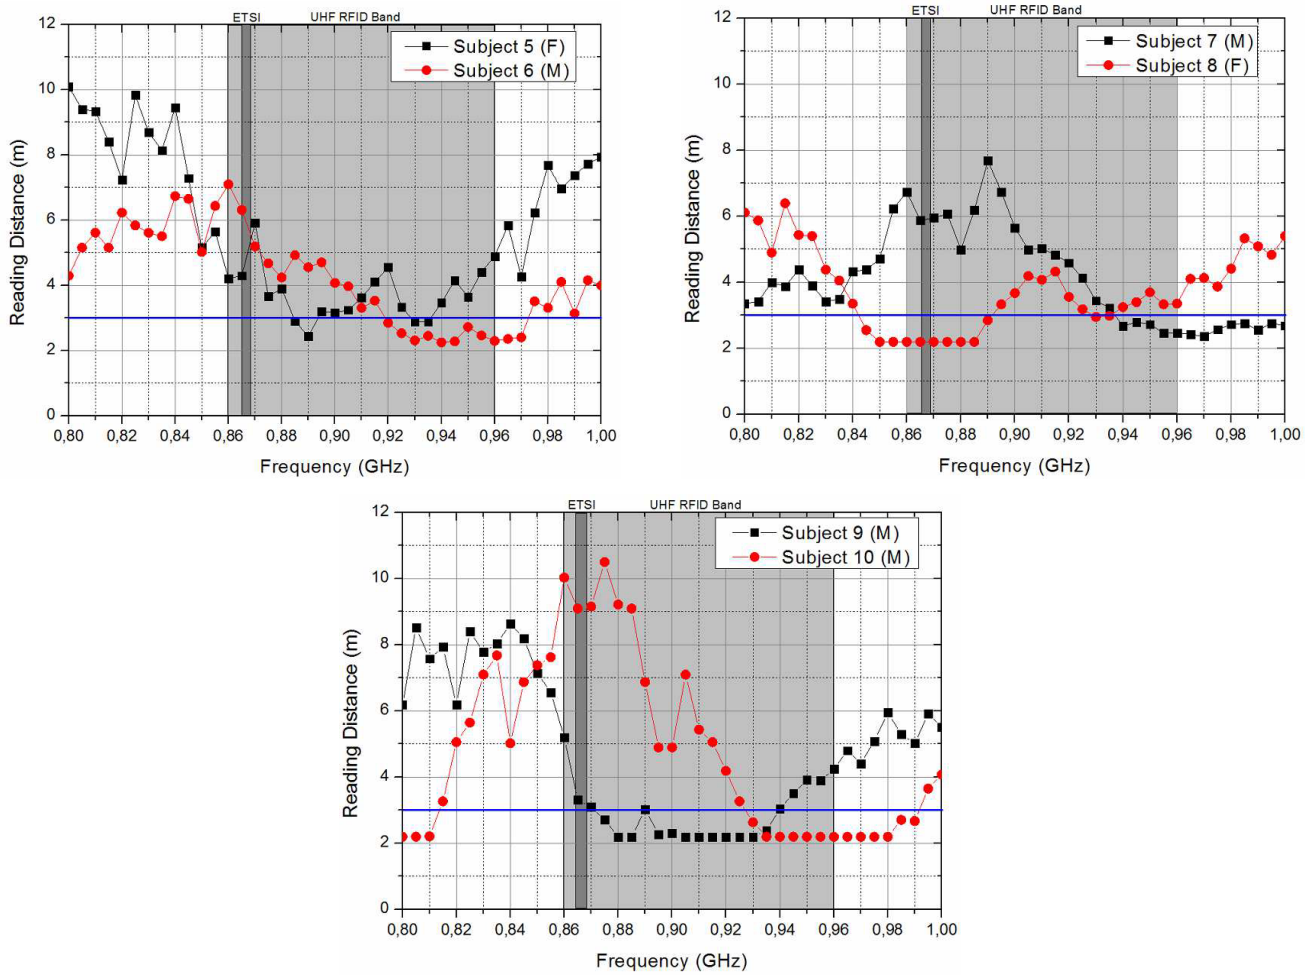 ETSI UHF RFID Band
12
10
8
6
4
2
0
Reading Distance (m)
Subject 5 (F)
Subject 6 (M)
0,80 0,82 0,84 0,86 0,88 0,90 0,92 0,94 0,96 0,98 1,00
Frequency (GHz)
ETSI UHF RFID Band
12
10
8
6
4
2
0
Reading Distance (m)
Subject 7 (M)
Subject 8 (F)
0,80 0,82 0,84 0,86 0,88 0,90 0,92 0,94 0,96 0,98 1,00
Frequency (GHz)
ETSI UHF RFID Band
12
10
8
6
4
2
0
Reading Distance (m)
Subject 9 (M)
Subject 10 (M)
0,80 0,82 0,84 0,86 0,88 0,90 0,92 0,94 0,96 0,98 1,00
Frequency (GHz)